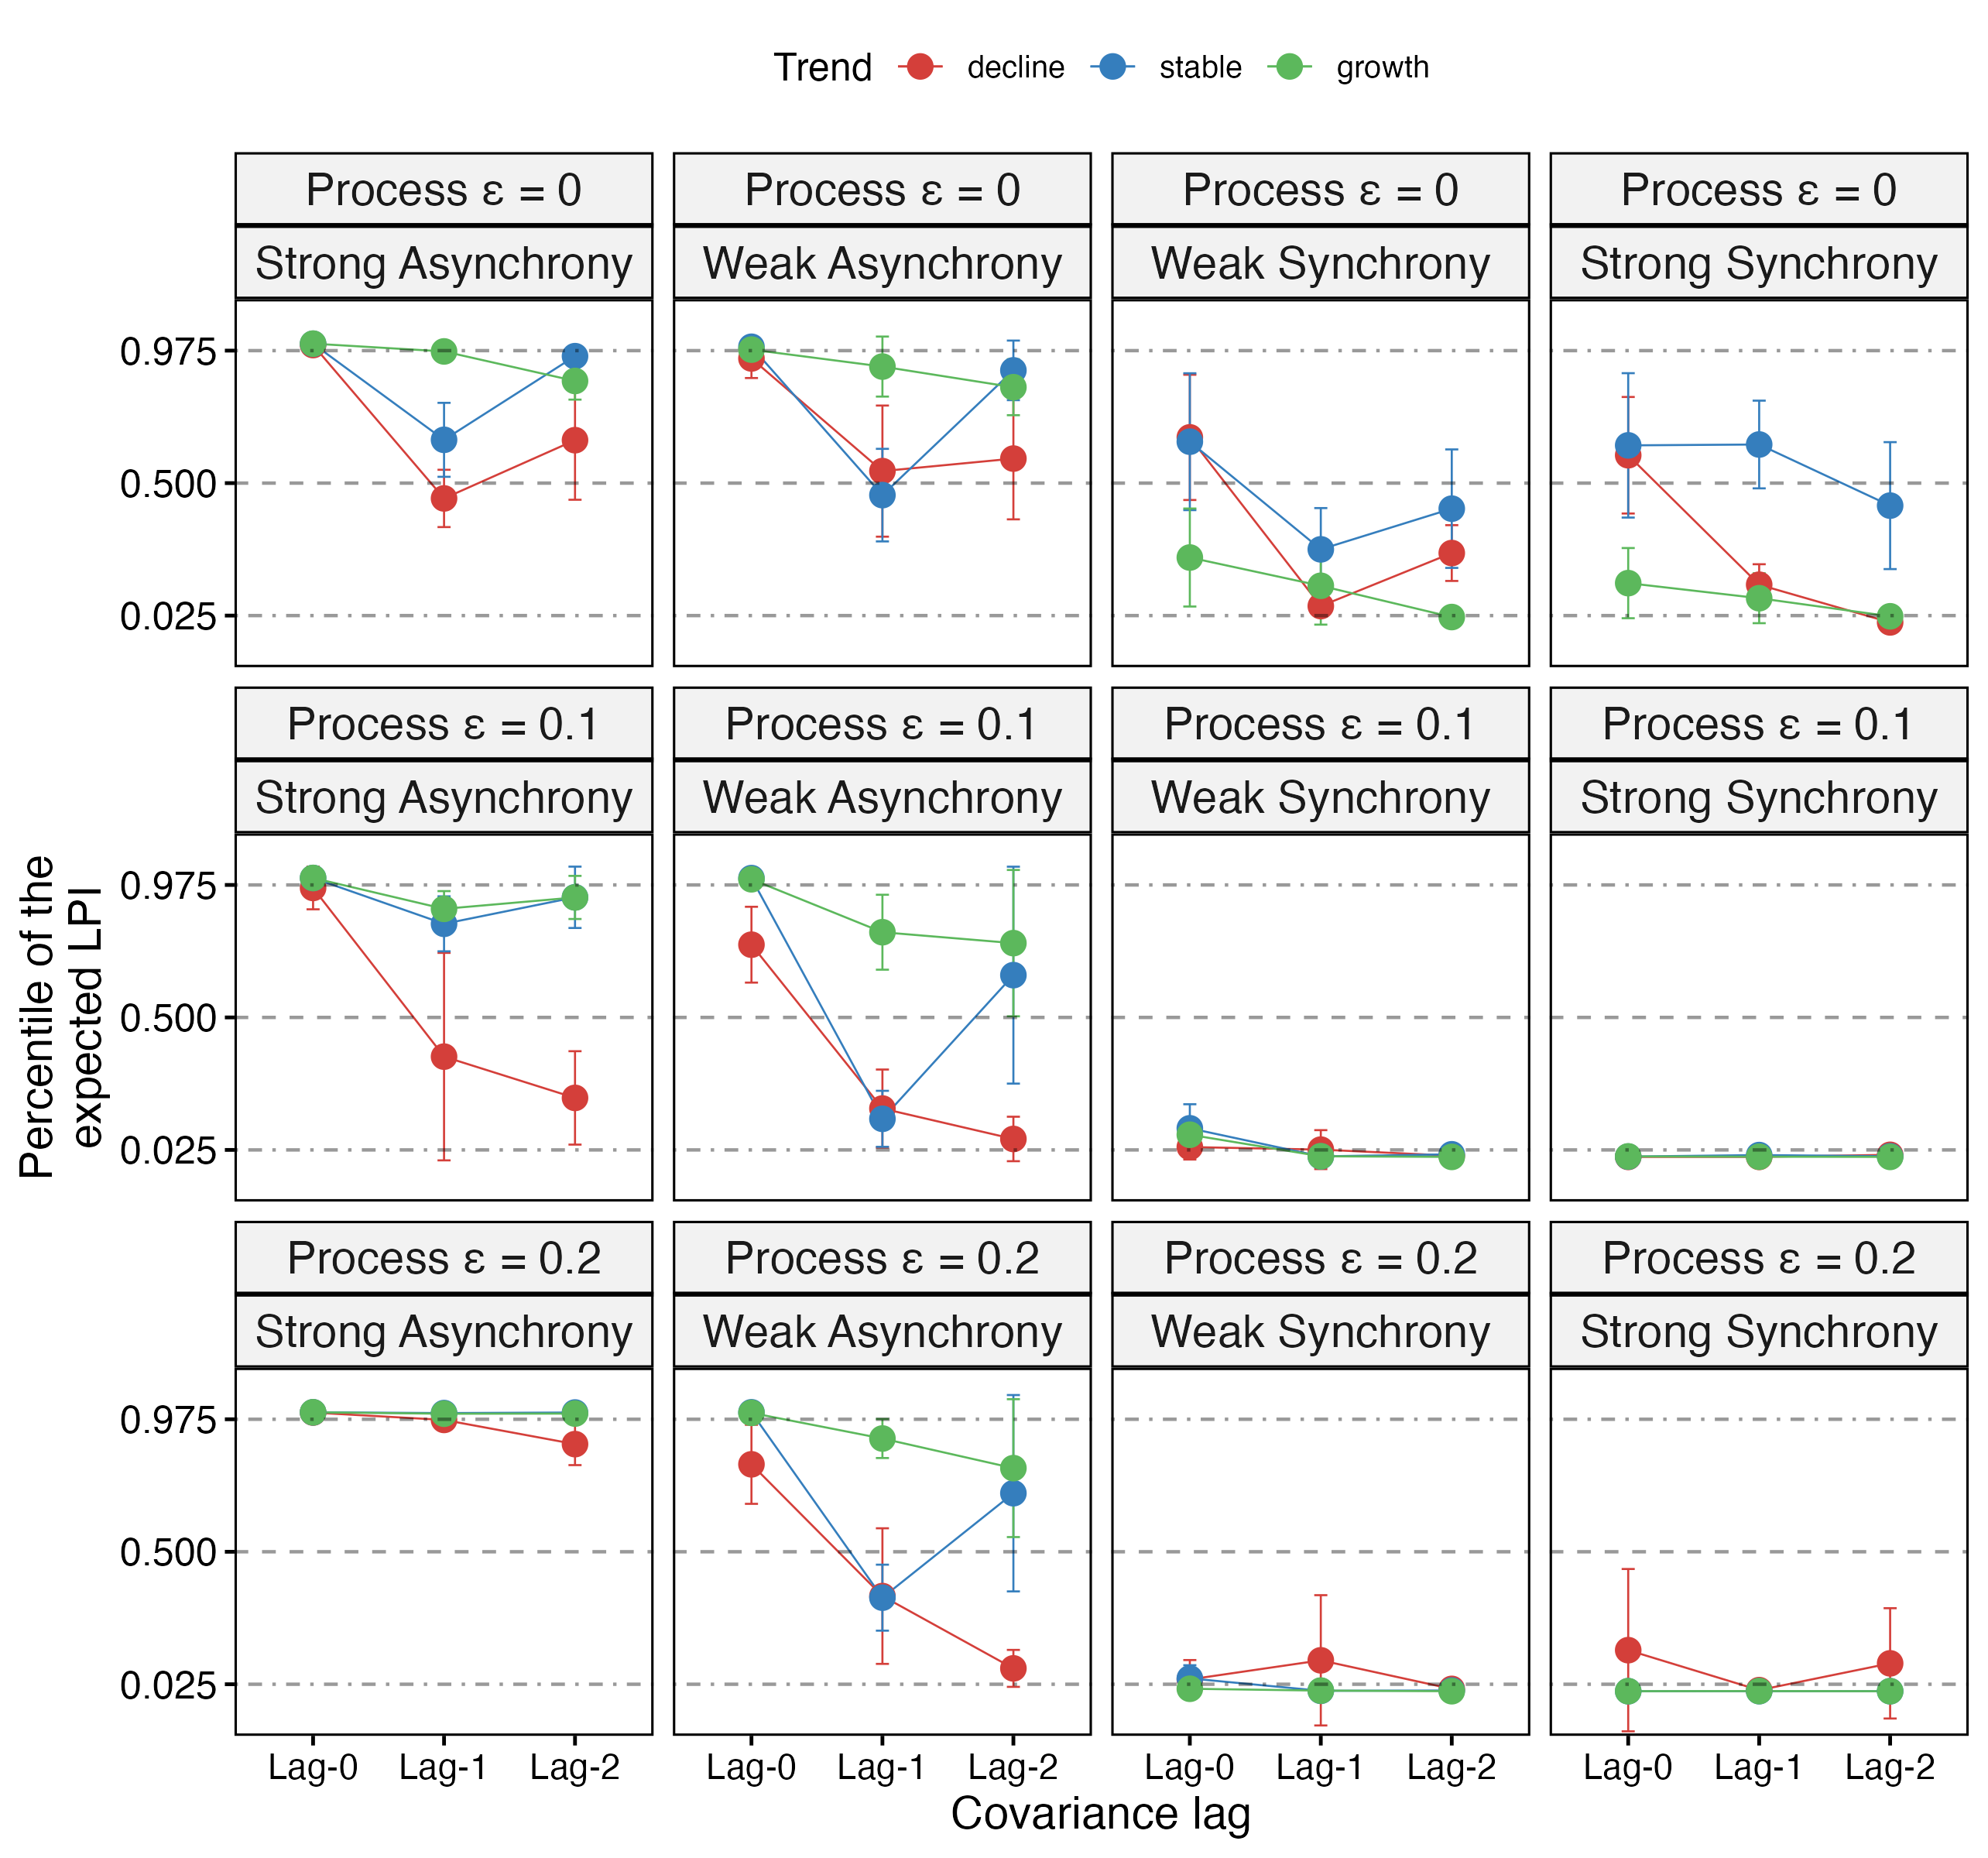 Trend decline stable growth
Process ε = 0 Process ε = 0 Process ε = 0 Process ε = 0
Strong Asynchrony Weak Asynchrony Weak Synchrony Strong Synchrony
0.975
0.500
0.025
Process ε = 0.1 Process ε = 0.1 Process ε = 0.1 Process ε = 0.1
Strong Asynchrony Weak Asynchrony Weak Synchrony Strong Synchrony
0.975
0.500
0.025
Process ε = 0.2 Process ε = 0.2 Process ε = 0.2 Process ε = 0.2
Strong Asynchrony Weak Asynchrony Weak Synchrony Strong Synchrony
0.975
0.500
0.025
Lag-0 Lag-1 Lag-2 Lag-0 Lag-1 Lag-2 Lag-0 Lag-1 Lag-2 Lag-0 Lag-1 Lag-2
Covariance lag
Percentile of the
expected LPI